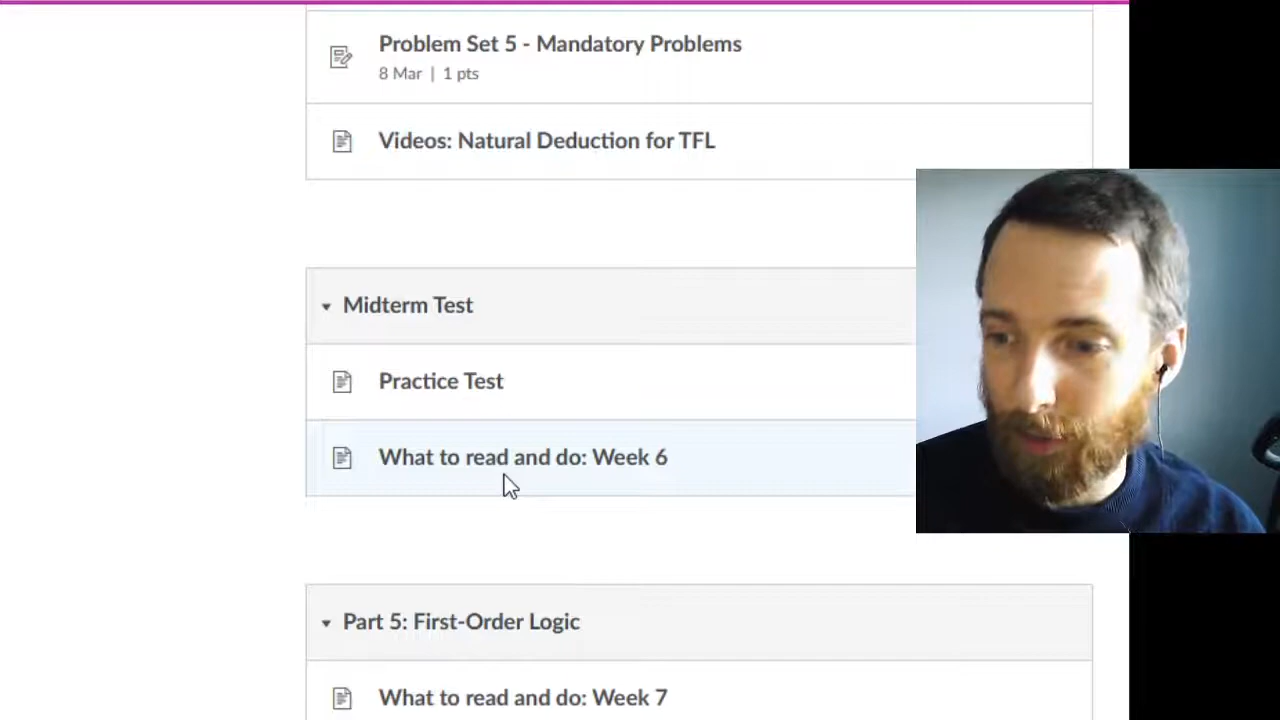 Problem Set 5 - Mandatory Problems
8 Mar | 1 pts
Videos: Natural Deduction for TFL
Midterm Test
Practice Test
What to read and do: Week 6
Part 5: First-Order Logic
What to read and do: Week 7